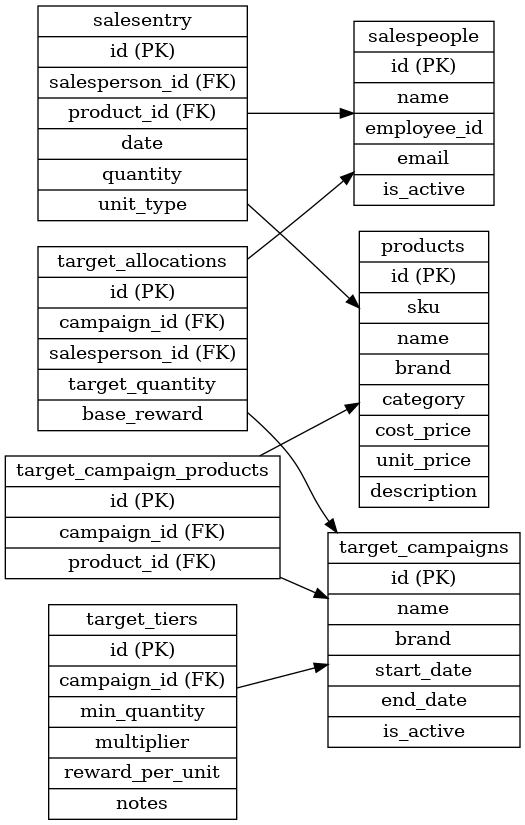 salesentry
id (PK)
salesperson_id (FK)
product_id (FK)
date
quantity
unit_type
salespeople
id (PK)
name
employee_id
email
is_active
target_allocations
id (PK)
campaign_id (FK)
salesperson_id (FK)
target_quantity
base_reward
products
id (PK)
sku
name
brand
category
cost_price
unit_price
description
target_campaign_products
id (PK)
campaign_id (FK)
product_id (FK)
target_campaigns
id (PK)
name
brand
start_date
end_date
is_active
target_tiers
id (PK)
campaign_id (FK)
min_quantity
multiplier
reward_per_unit
notes